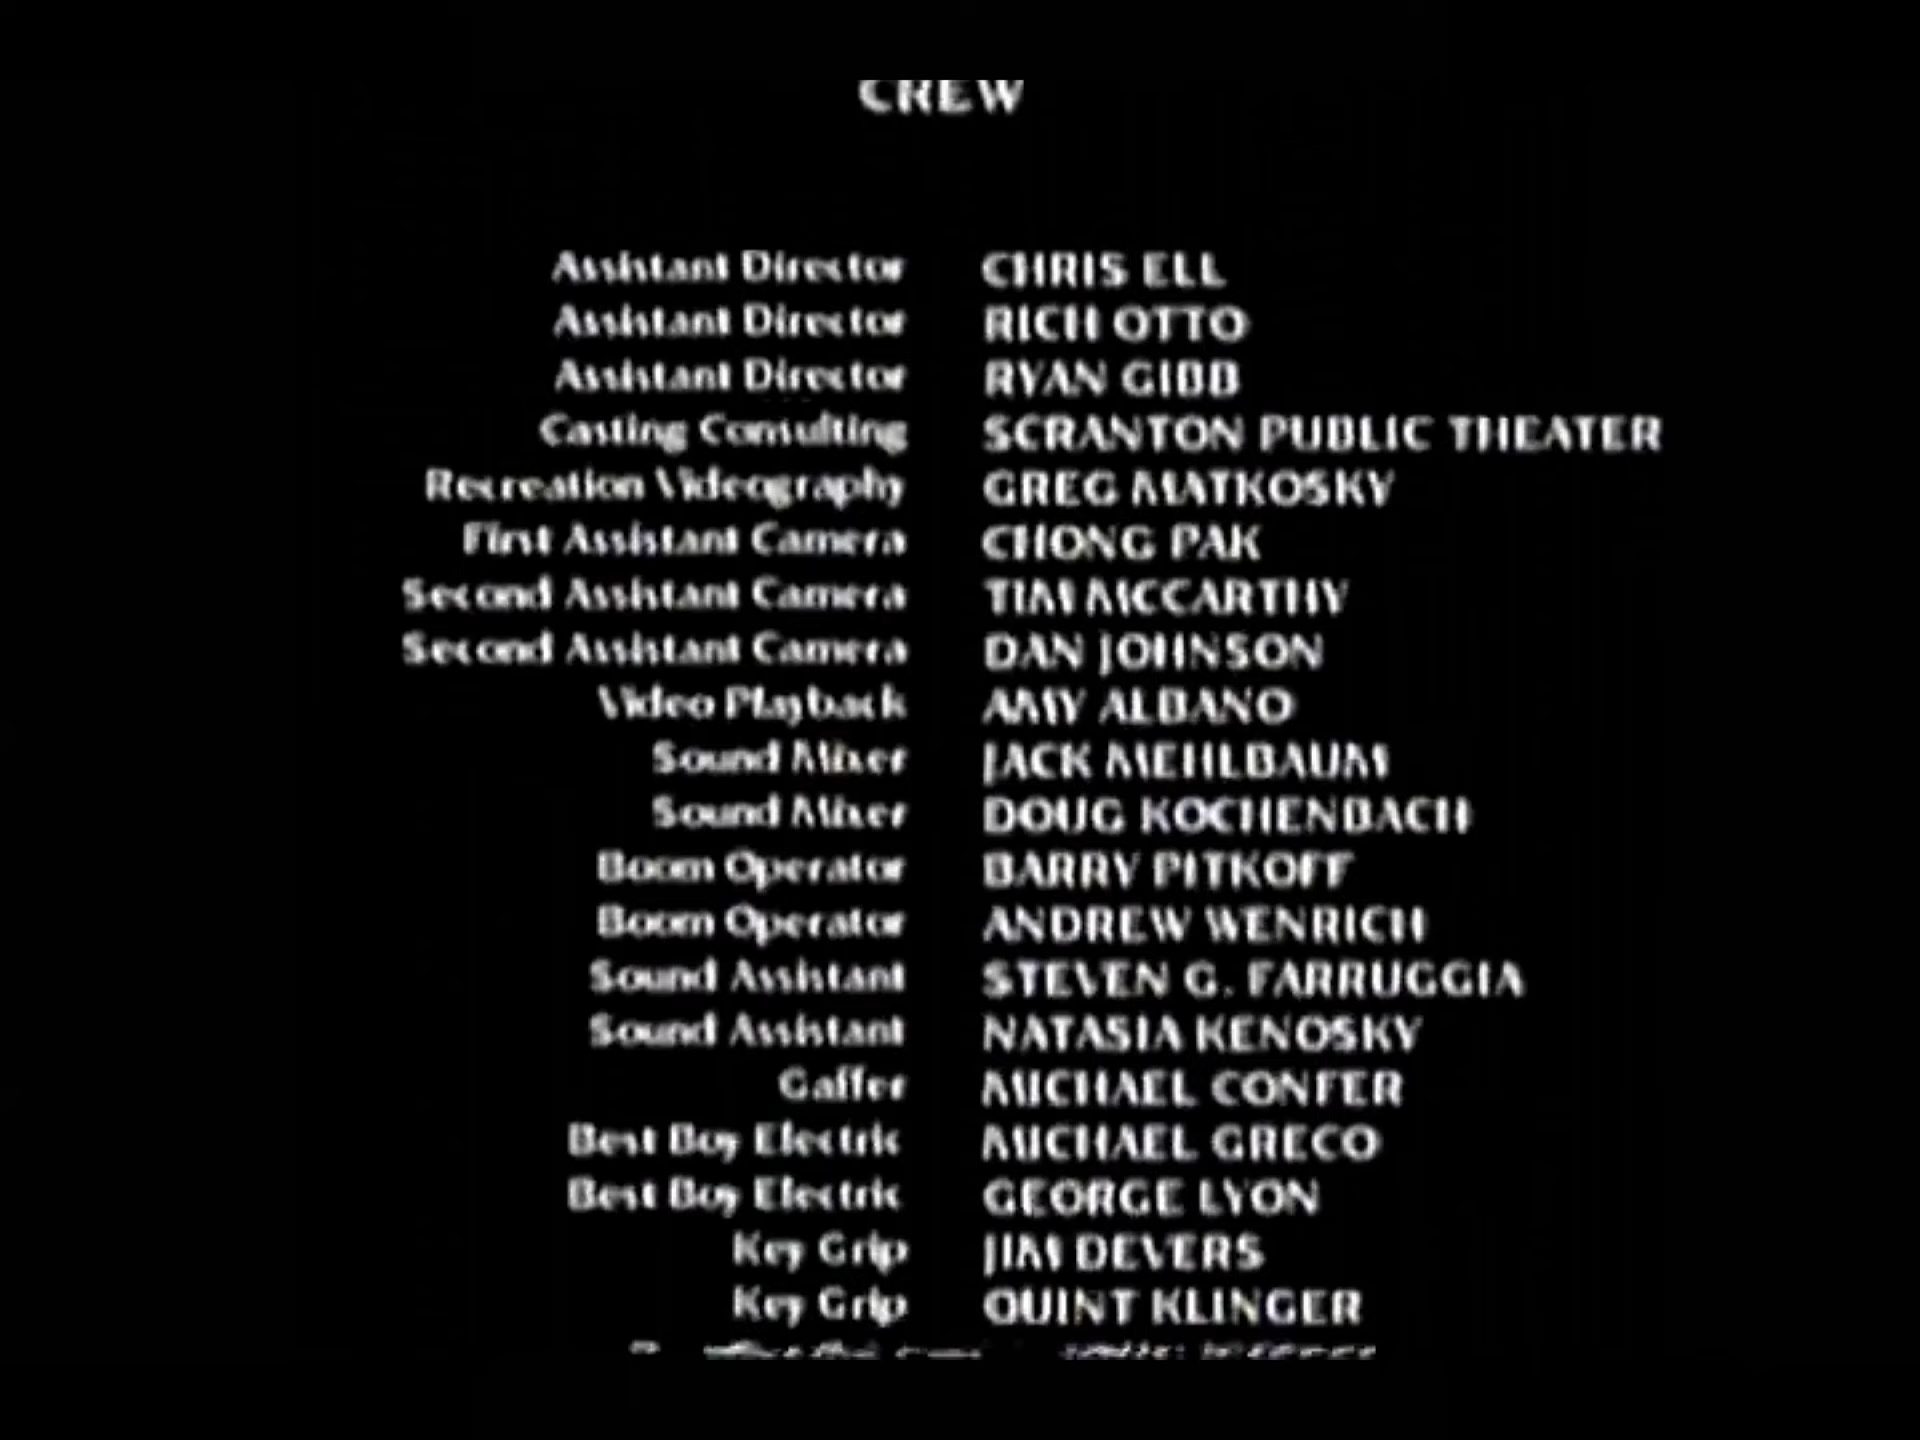 CREW
Assistant Director CHRIS ELL
Assistant Director RICH OTTO
Assistant Director RYAN GIBB
Casting Consulting SCRANTON PUBLIC THEATER
Recreation Videography GREG MATKOSKY
First Assistant Camera CHONG PAK
Second Assistant Camera TIM MCCARTHY
Second Assistant Camera DAN JOHNSON
Video Playback AMY ALBANO
Sound Mixer JACK MEHLBAUM
Sound Mixer DOUG KOCHENBACH
Boom Operator BARRY PITKOFF
Boom Operator ANDREW WENRICH
Sound Assistant STEVEN G. FARRUGGIA
Sound Assistant NATASIA KENOSKY
Gaffer MICHAEL CONFER
Best Boy Electric MICHAEL GRECO
Best Boy Electric GEORGE LYON
Key Grip JIM DEVERS
Key Grip QUINT KLINGER